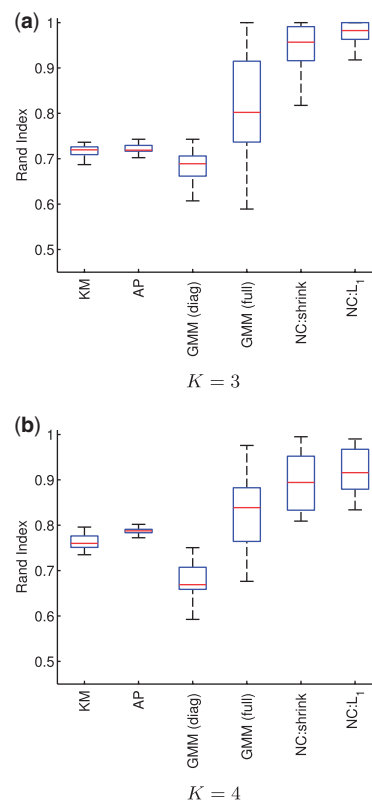 (a)
1
0.9
0.8
0.7
0.6
0.5
Rand Index
KM
AP
GMM (diag)
GMM (full)
NC:shrink
NC:L₁
K = 3
(b)
1
0.9
0.8
0.7
0.6
0.5
Rand Index
KM
AP
GMM (diag)
GMM (full)
NC:shrink
NC:L₁
K = 4